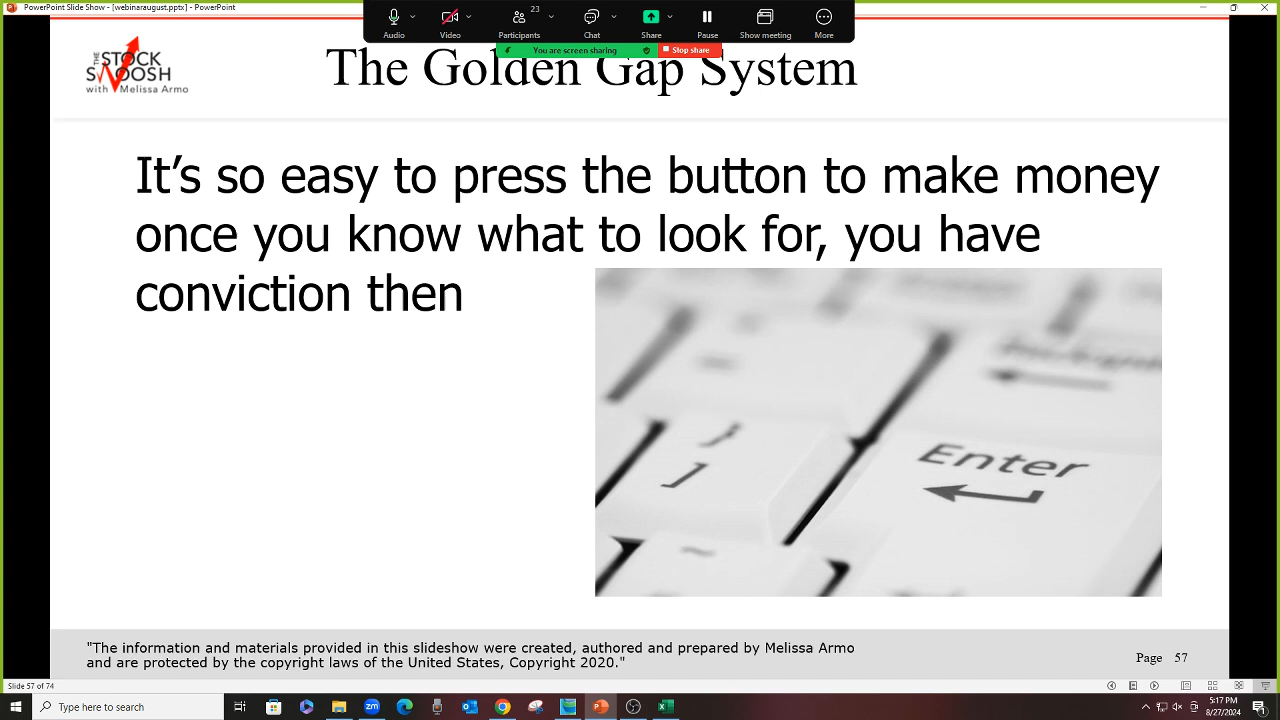 PowerPoint Slide Show - [webinaraugust.pptx] - PowerPoint
23
Audio
Video
Participants
Chat
Share
Pause
Show meeting
More
You are screen sharing
Stop share
THE
STOCK
SWOOSH
with Melissa Armo
The Golden Gap System
It's so easy to press the button to make money
once you know what to look for, you have
conviction then
}
]
Enter
~
"The information and materials provided in this slideshow were created, authored and prepared by Melissa Armo
and are protected by the copyright laws of the United States, Copyright 2020."
Page 57
Slide 57 of 74
Type here to search
5:17 PM
8/27/2024